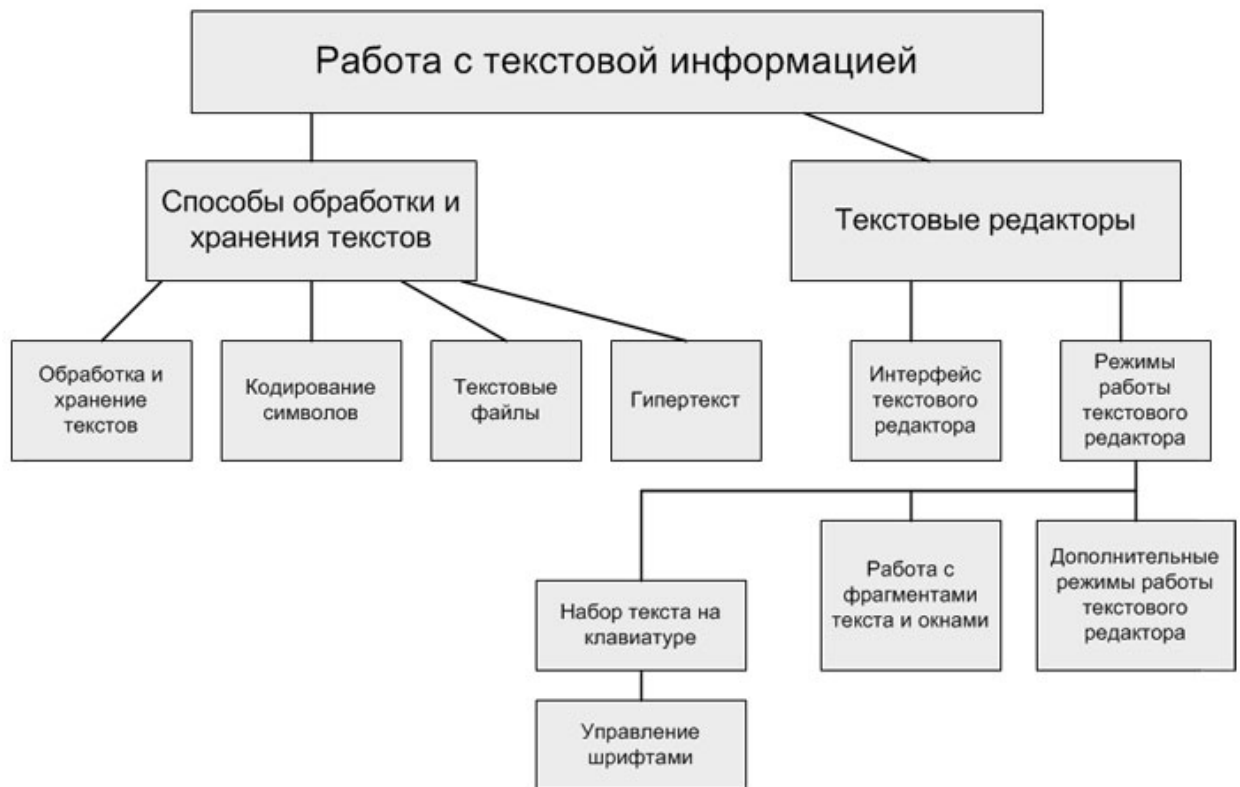 Работа с текстовой информацией
Способы обработки и
хранения текстов
Текстовые редакторы
Обработка и
хранение
текстов
Кодирование
символов
Текстовые
файлы
Гипертекст
Интерфейс
текстового
редактора
Режимы
работы
текстового
редактора
Набор текста на
клавиатуре
Работа с
фрагментами
текста и окнами
Дополнительные
режимы работы
текстового
редактора
Управление
шрифтами